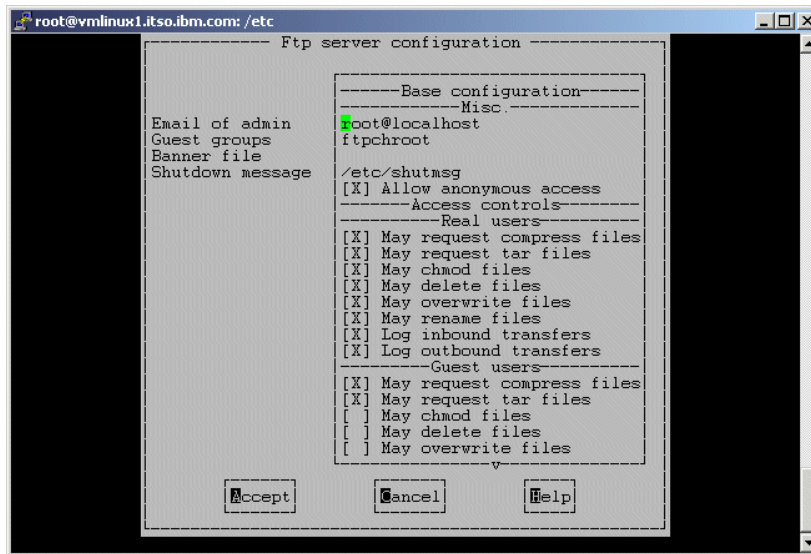 root@vmlinux1.itso.ibm.com: /etc
Ftp server configuration
Base configuration
Misc.
Email of admin root@localhost
Guest groups ftpchroot
Banner file
Shutdown message /etc/shutmsg
[X] Allow anonymous access
Access controls
Real users
[X] May request compress files
[X] May request tar files
[X] May chmod files
[X] May delete files
[X] May overwrite files
[X] May rename files
[X] Log inbound transfers
[X] Log outbound transfers
Guest users
[X] May request compress files
[X] May request tar files
[ ] May chmod files
[ ] May delete files
[ ] May overwrite files
Accept Cancel Help